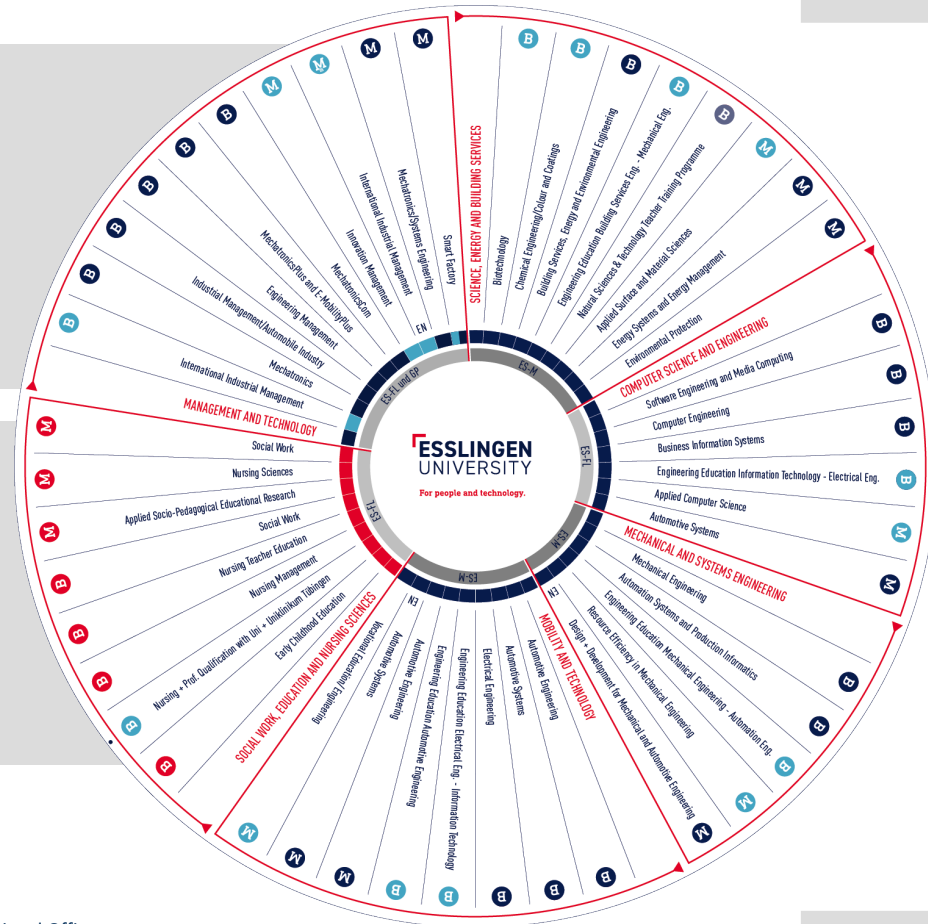 SCIENCE, ENERGY AND BUILDING SERVICES
Biotechnology
B
Chemical Engineering/Colour and Coatings
B
Building Services, Energy and Environmental Engineering
B
Engineering Education Building Services Eng. - Mechanical Eng.
B
Natural Sciences & Technology Teacher Training Programme
B
Applied Surface and Material Sciences
M
Energy Systems and Energy Management
M
Environmental Protection
M
COMPUTER SCIENCE AND ENGINEERING
Software Engineering and Media Computing
B
Computer Engineering
B
Business Information Systems
B
Engineering Education Information Technology - Electrical Eng.
B
Applied Computer Science
M
Automotive Systems
M
MECHANICAL AND SYSTEMS ENGINEERING
Mechanical Engineering
B
Automation Systems and Production Informatics
B
Engineering Education Mechanical Engineering - Automation Eng.
B
Resource Efficiency in Mechanical Engineering
M
Design + Development for Mechanical and Automotive Engineering
M
EN
MOBILITY AND TECHNOLOGY
Automotive Engineering
B
Automotive Systems
B
Electrical Engineering
B
Engineering Education Electrical Eng. - Information Technology
B
Engineering Education Automotive Engineering
B
Automotive Engineering
M
Automotive Systems
M
EN
Vocational Education/ Engineering
M
SOCIAL WORK, EDUCATION AND NURSING SCIENCES
Early Childhood Education
B
Nursing + Prof. Qualification with Uni + Uniklinikum Tübingen
B
Nursing Management
B
Nursing Teacher Education
B
Social Work
B
Applied Socio-Pedagogical Educational Research
M
Nursing Sciences
M
Social Work
M
MANAGEMENT AND TECHNOLOGY
International Industrial Management
B
Mechatronics
B
Industrial Management/Automobile Industry
B
Engineering Management
B
MechatronicsPlus and E-MobilityPlus
B
MechatronicsCom
B
Innovation Management
M
International Industrial Management
M
EN
Mechatronics/Systems Engineering
M
Smart Factory
M
ES-M
ES-FL
ES-M
ES-M
ES-FL
ES-FL und GP
ESSLINGEN
UNIVERSITY
For people and technology.